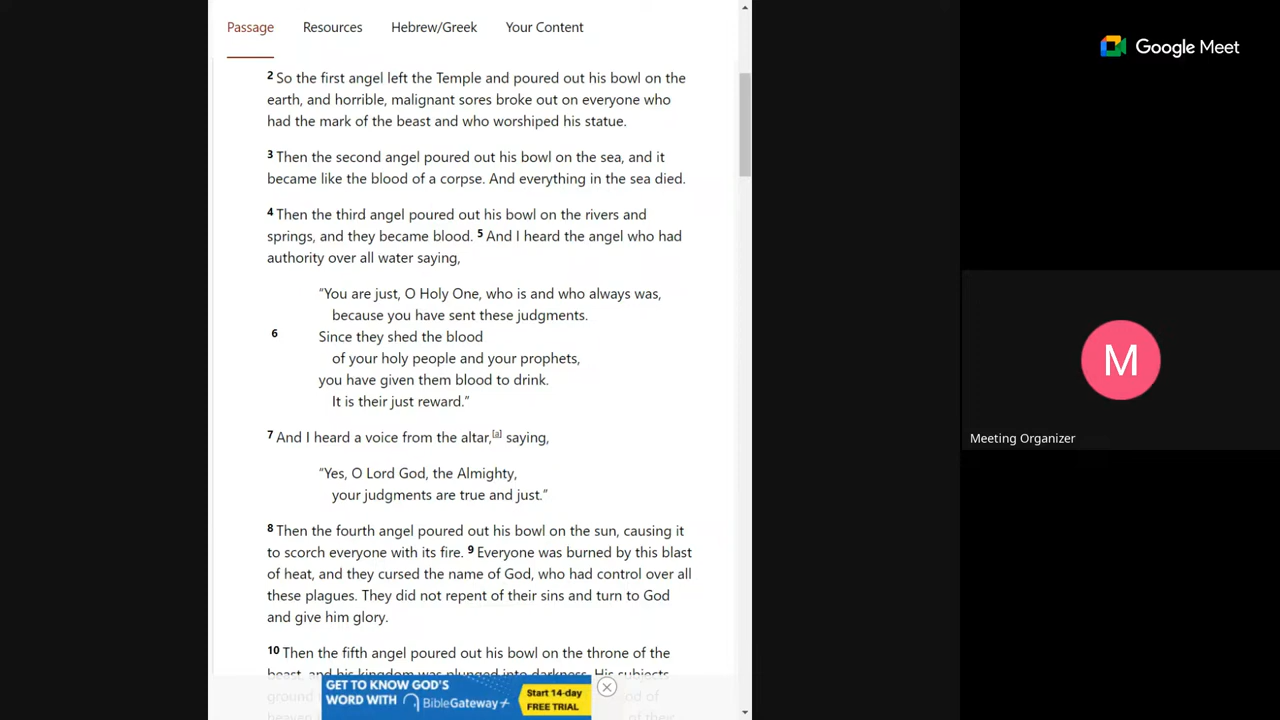 Passage Resources Hebrew/Greek Your Content
Google Meet
2 So the first angel left the Temple and poured out his bowl on the
earth, and horrible, malignant sores broke out on everyone who
had the mark of the beast and who worshiped his statue.
3 Then the second angel poured out his bowl on the sea, and it
became like the blood of a corpse. And everything in the sea died.
4 Then the third angel poured out his bowl on the rivers and
springs, and they became blood. 5 And I heard the angel who had
authority over all water saying,
“You are just, O Holy One, who is and who always was,
because you have sent these judgments.
6 Since they shed the blood
of your holy people and your prophets,
you have given them blood to drink.
It is their just reward.”
7 And I heard a voice from the altar,[a] saying,
“Yes, O Lord God, the Almighty,
your judgments are true and just.”
8 Then the fourth angel poured out his bowl on the sun, causing it
to scorch everyone with its fire. 9 Everyone was burned by this blast
of heat, and they cursed the name of God, who had control over all
these plagues. They did not repent of their sins and turn to God
and give him glory.
10 Then the fifth angel poured out his bowl on the throne of the
beast, and his kingdom was plunged into darkness. His subjects
ground
heaven
GET TO KNOW GOD'S
WORD WITH BibleGateway+
Start 14-day
FREE TRIAL
M
Meeting Organizer